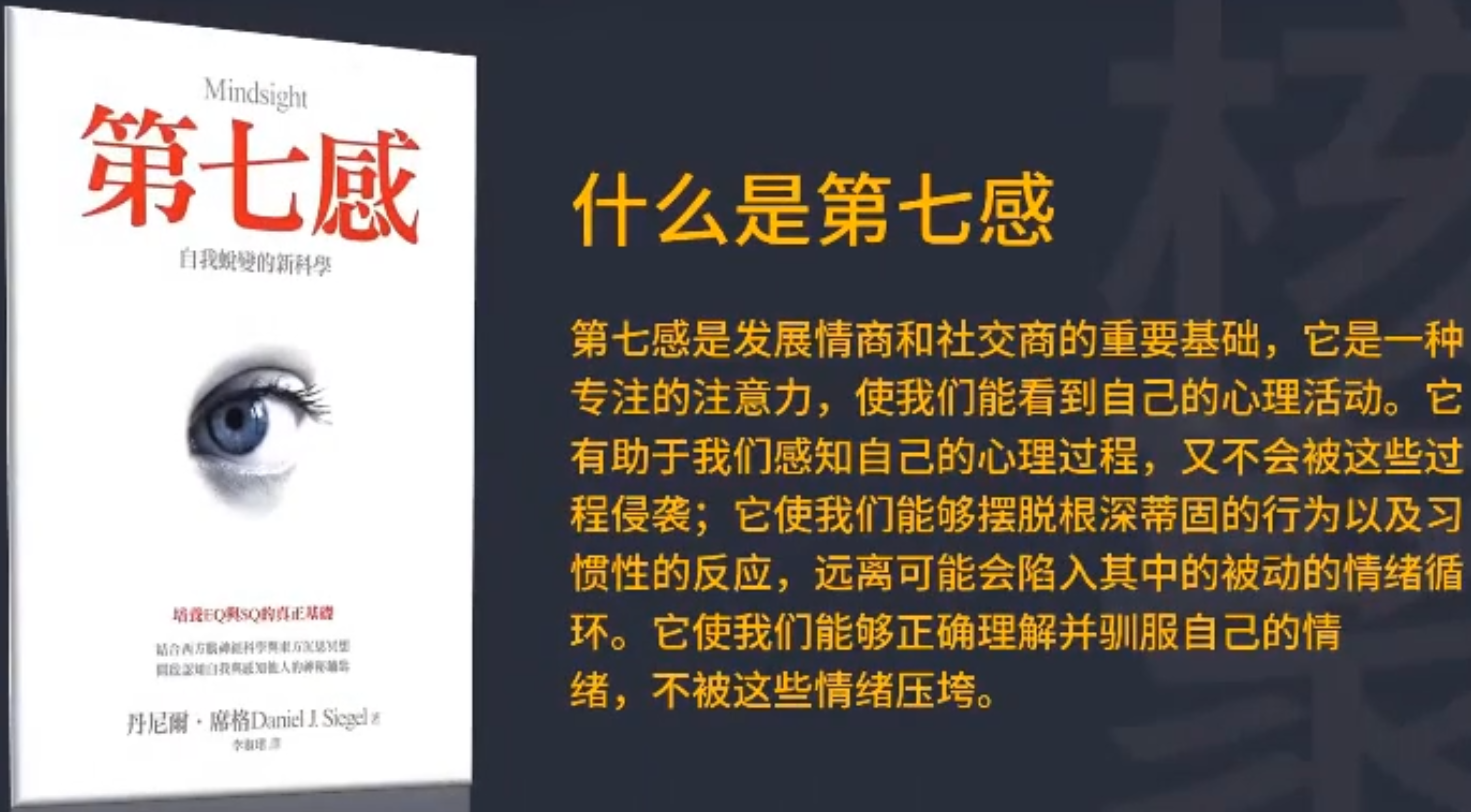 Mindsight
第七感
自我蛻變的新科學
培養EQ與SQ的真正基礎
結合西方腦神經科學與東方沉思冥想
開啟認知自我與感知他人的神秘鑰匙
丹尼爾・席格Daniel J. Siegel 著
什么是第七感
第七感是发展情商和社交商的重要基础，它是一种
专注的注意力，使我们能看到自己的心理活动。它
有助于我们感知自己的心理过程，又不会被这些过
程侵袭；它使我们能够摆脱根深蒂固的行为以及习
惯性的反应，远离可能会陷入其中的被动的情绪循
环。它使我们能够正确理解并驯服自己的情
绪，不被这些情绪压垮。